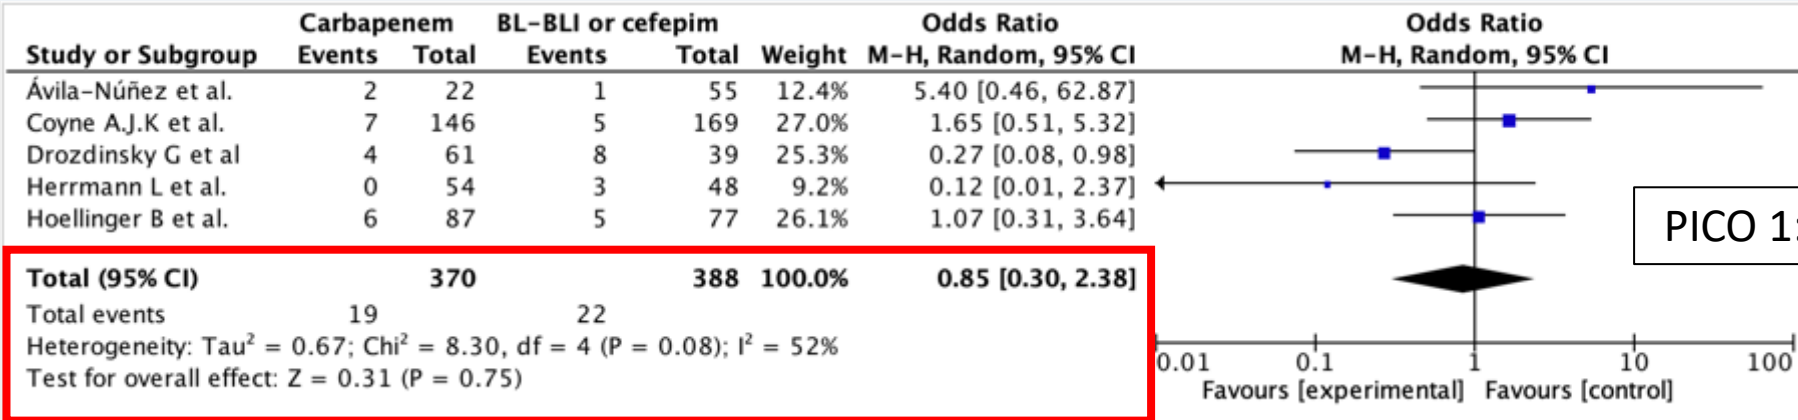 Carbapenem BL-BLI or cefepim Odds Ratio Odds Ratio
Study or Subgroup Events Total Events Total Weight M-H, Random, 95% CI M-H, Random, 95% CI
Ávila-Núñez et al. 2 22 1 55 12.4% 5.40 [0.46, 62.87]
Coyne A.J.K et al. 7 146 5 169 27.0% 1.65 [0.51, 5.32]
Drozdinsky G et al 4 61 8 39 25.3% 0.27 [0.08, 0.98]
Herrmann L et al. 0 54 3 48 9.2% 0.12 [0.01, 2.37]
Hoellinger B et al. 6 87 5 77 26.1% 1.07 [0.31, 3.64]
PICO 1:
Total (95% CI) 370 388 100.0% 0.85 [0.30, 2.38]
Total events 19 22
Heterogeneity: Tau² = 0.67; Chi² = 8.30, df = 4 (P = 0.08); I² = 52%
Test for overall effect: Z = 0.31 (P = 0.75)
0.01 0.1 1 10 100
Favours [experimental] Favours [control]